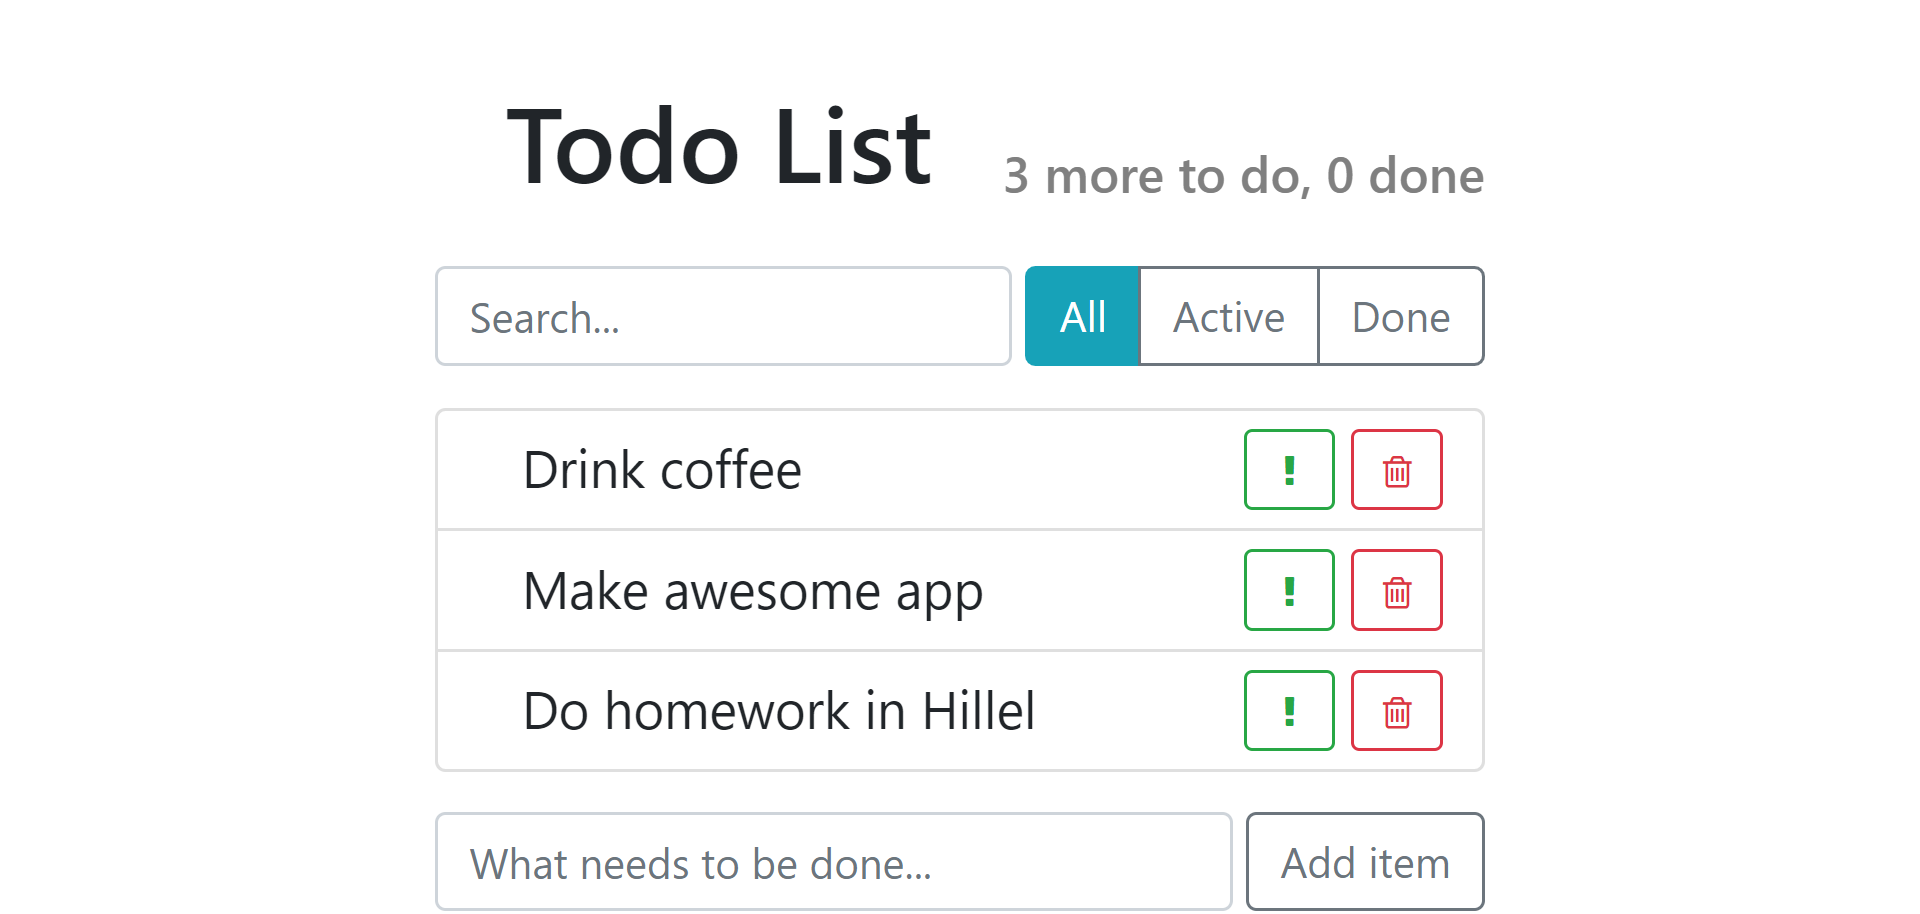 Todo List 3 more to do, 0 done
Search... All Active Done
Drink coffee
Make awesome app
Do homework in Hillel
What needs to be done... Add item